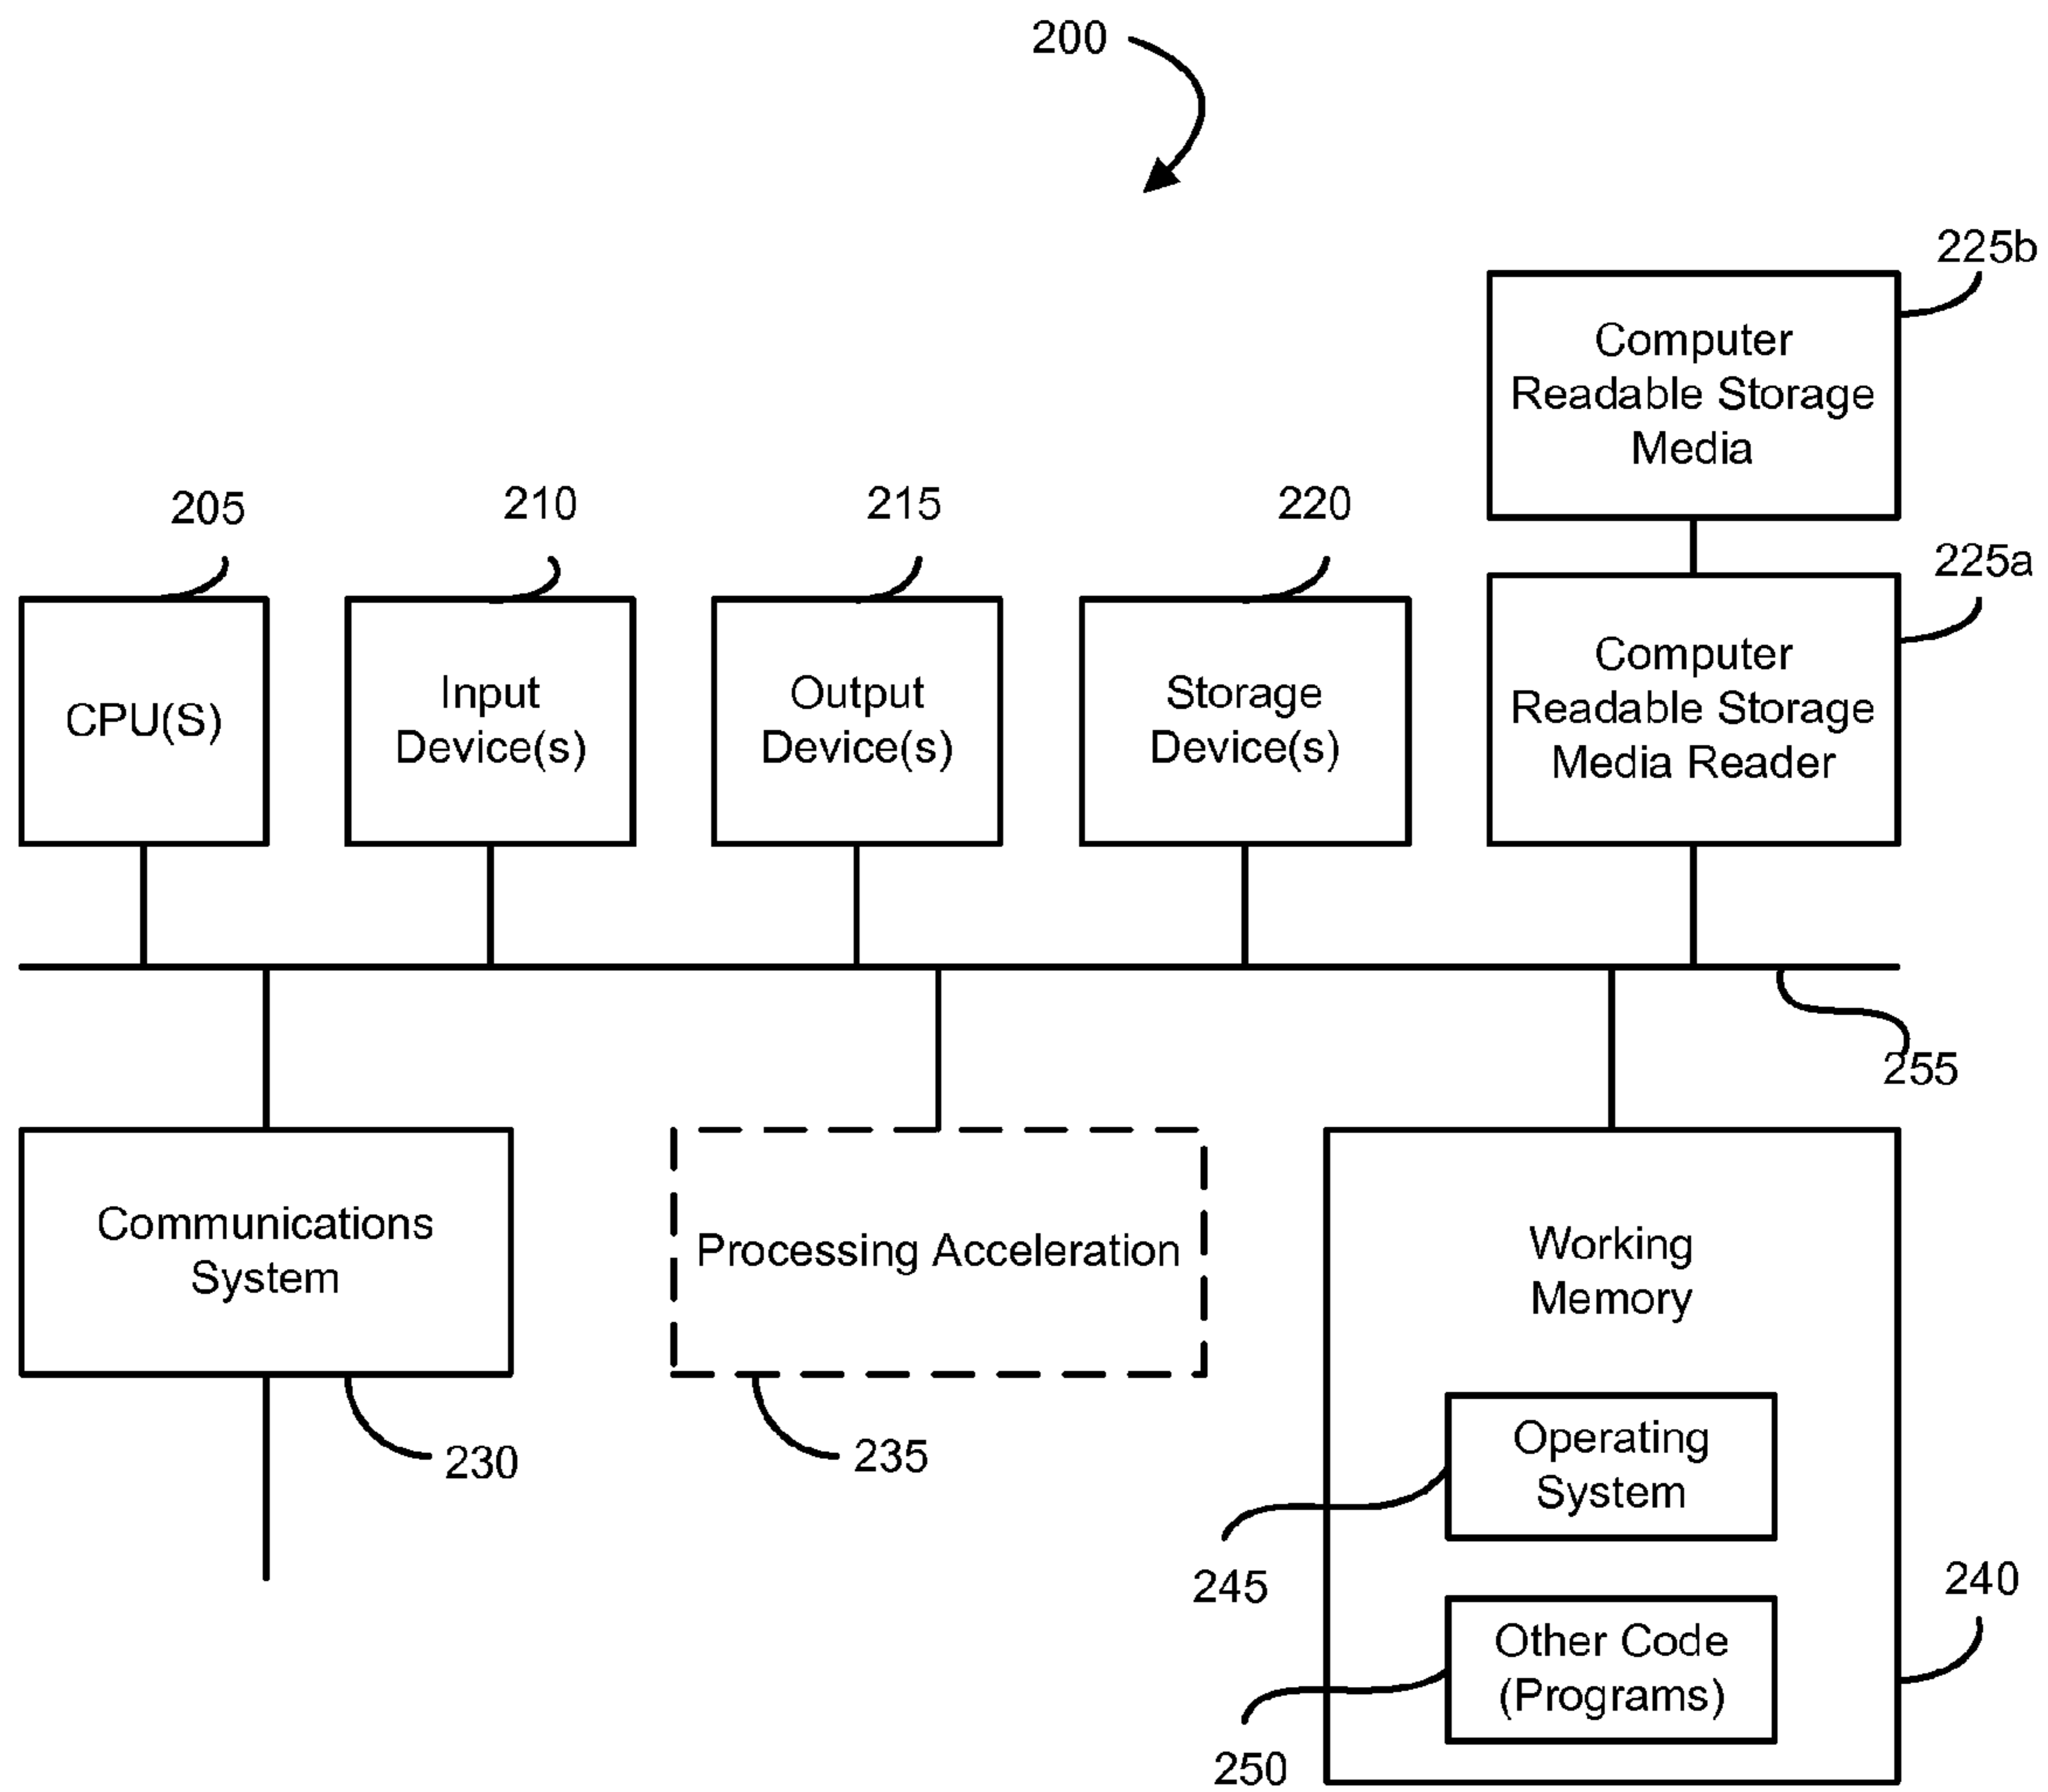 200
225b
Computer
Readable Storage
Media
205
210
215
220
225a
CPU(S)
Input
Device(s)
Output
Device(s)
Storage
Device(s)
Computer
Readable Storage
Media Reader
255
Communications
System
230
Processing Acceleration
235
Working
Memory
Operating
System
245
240
Other Code
(Programs)
250